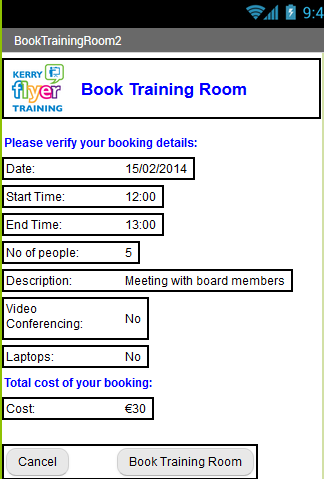 9:4
BookTrainingRoom2
KERRY
flyer
TRAINING
Book Training Room
Please verify your booking details:
Date: 15/02/2014
Start Time: 12:00
End Time: 13:00
No of people: 5
Description: Meeting with board members
Video
Conferencing: No
Laptops: No
Total cost of your booking:
Cost: €30
Cancel Book Training Room